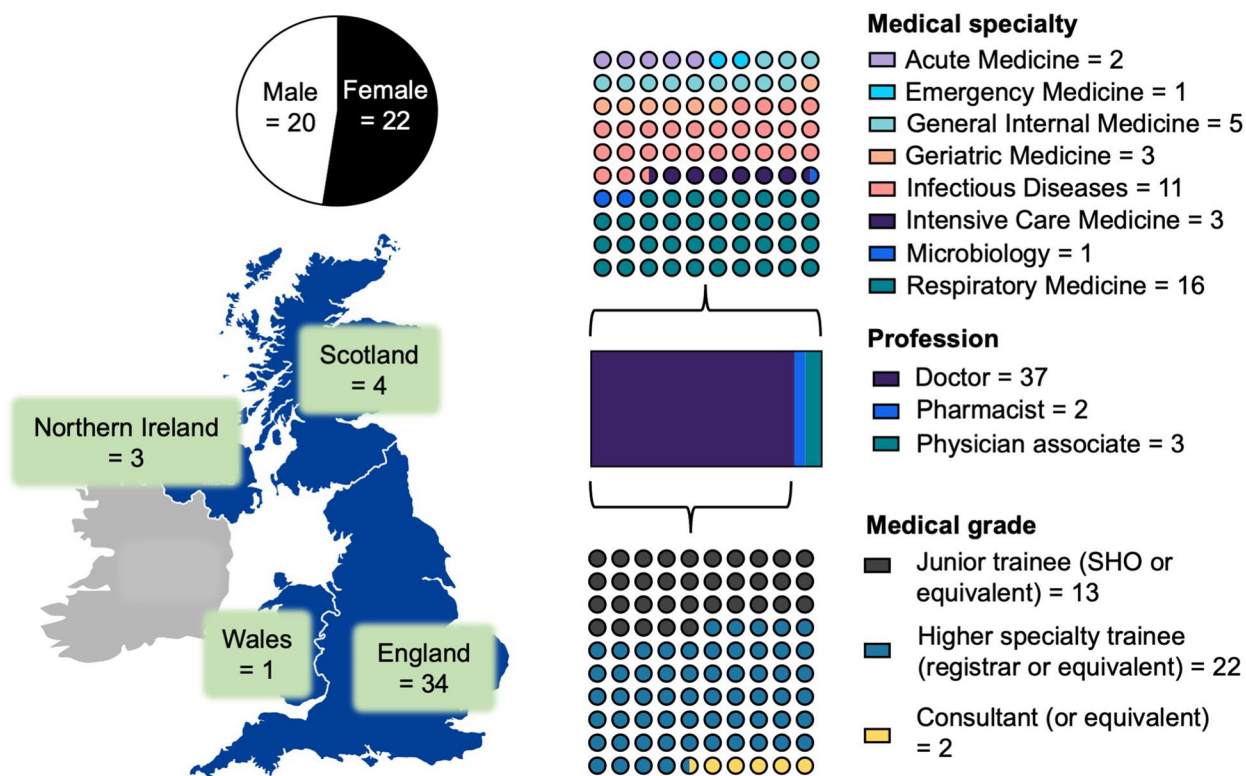 Male
= 20
Female
= 22
Scotland
= 4
Northern Ireland
= 3
Wales
= 1
England
= 34
Medical specialty
Acute Medicine = 2
Emergency Medicine = 1
General Internal Medicine = 5
Geriatric Medicine = 3
Infectious Diseases = 11
Intensive Care Medicine = 3
Microbiology = 1
Respiratory Medicine = 16
Profession
Doctor = 37
Pharmacist = 2
Physician associate = 3
Medical grade
Junior trainee (SHO or
equivalent) = 13
Higher specialty trainee
(registrar or equivalent) = 22
Consultant (or equivalent)
= 2